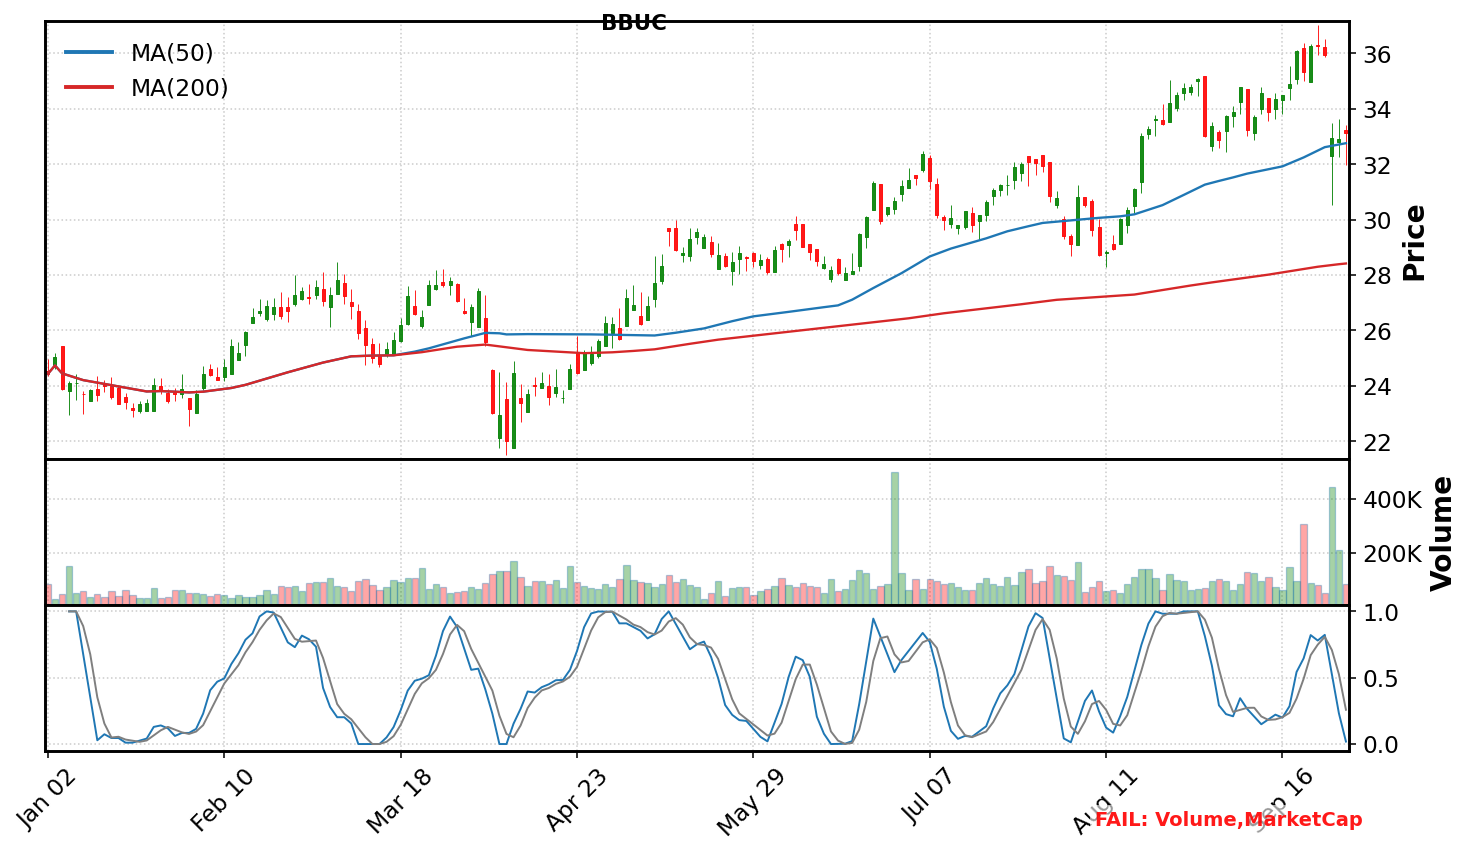 BBUC
MA(50)
MA(200)
36
34
32
30
28
26
24
22
Price
400K
200K
Volume
1.0
0.5
0.0
Jan 02
Feb 10
Mar 18
Apr 23
May 29
Jul 07
Aug 11
Sep 16
FAIL: Volume,MarketCap